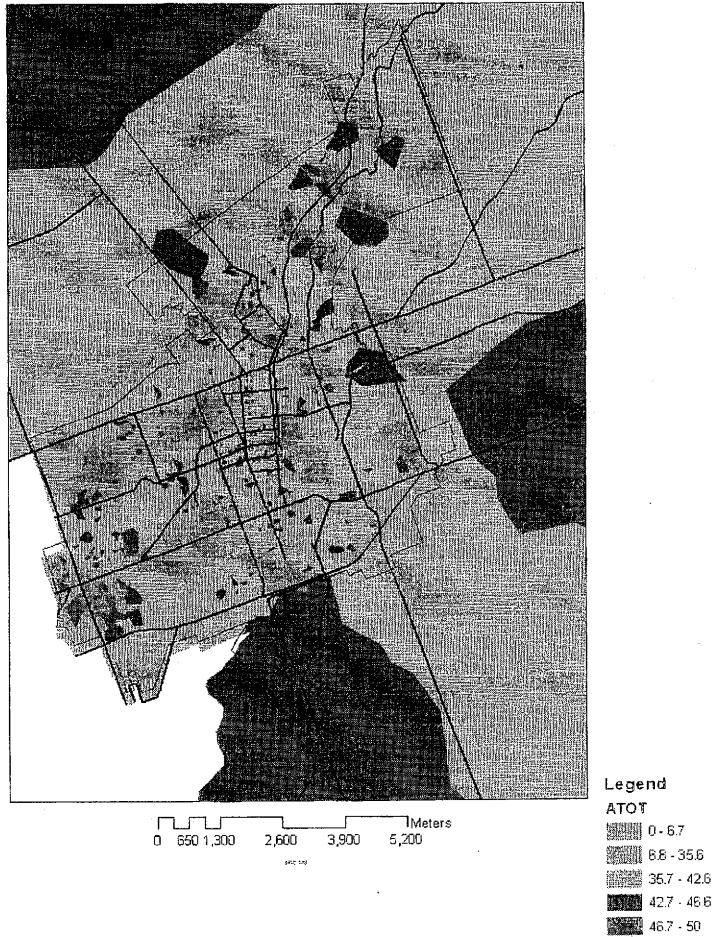 Legend
ATOT
0 - 6.7
6.8 - 35.6
35.7 - 42.6
42.7 - 46.6
46.7 - 50
Meters
0 650 1,300 2,600 3,900 5,200